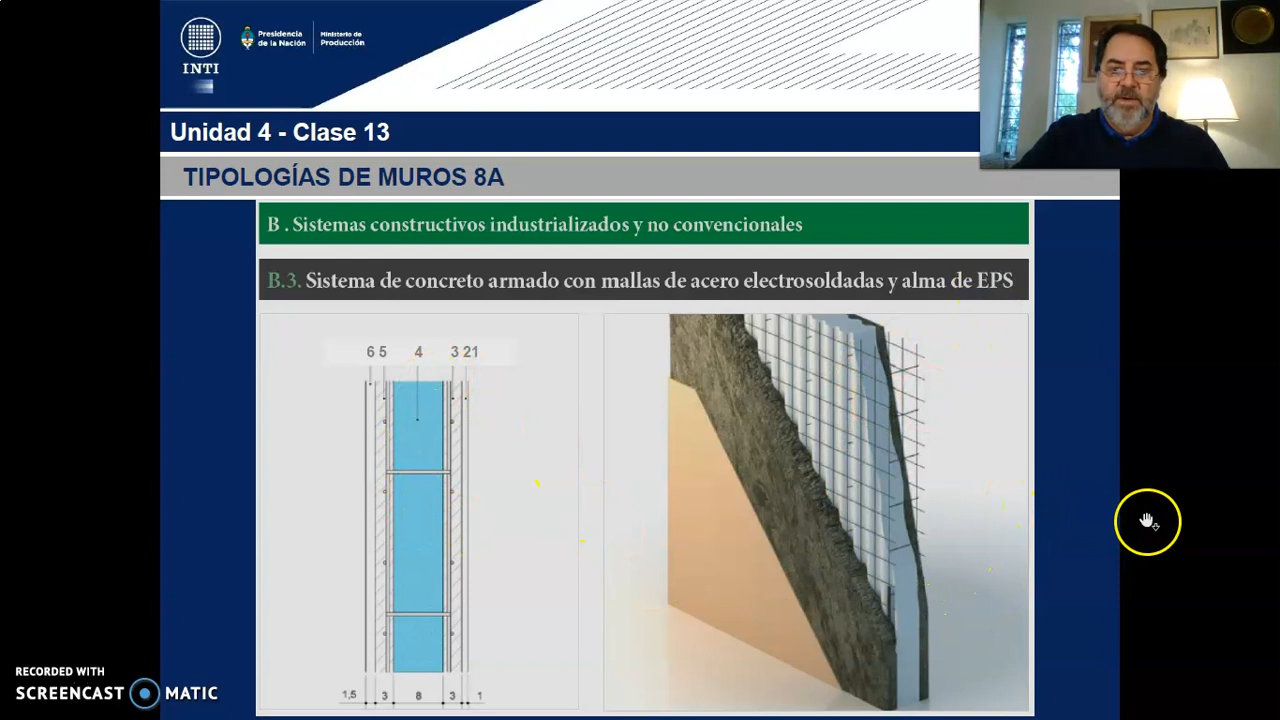 INTI
Presidencia
de la Nación
Ministerio de
Producción
Unidad 4 - Clase 13
TIPOLOGÍAS DE MUROS 8A
B . Sistemas constructivos industrializados y no convencionales
B.3. Sistema de concreto armado con mallas de acero electrosoldadas y alma de EPS
6 5 4 3 21
1,5 3 8 3 1
RECORDED WITH
SCREENCAST MATIC